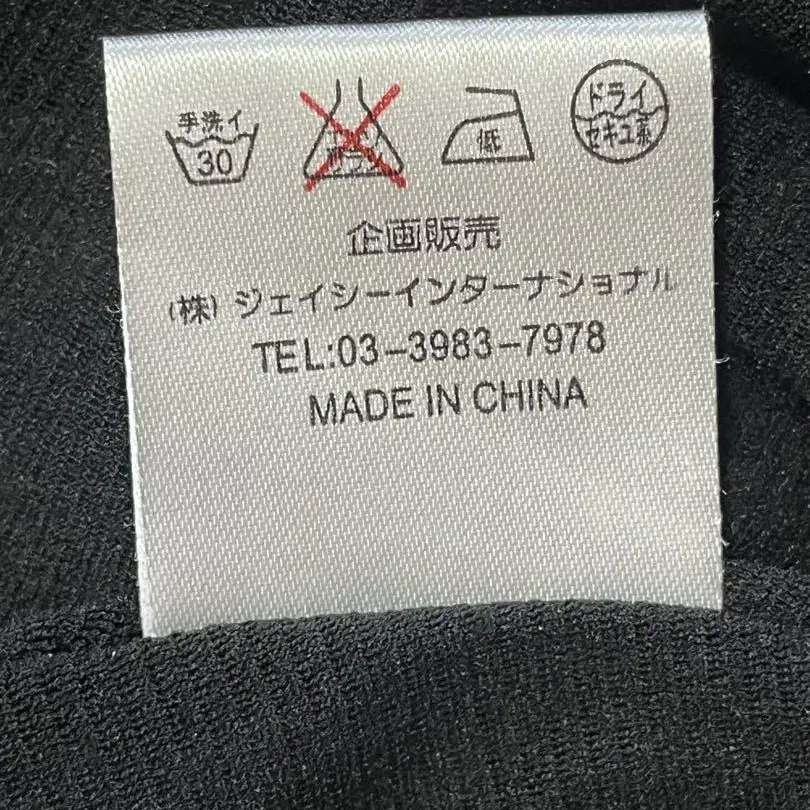 手洗イ
30
低
ドライ
セキユ系
企画販売
(株)ジェイシーインターナショナル
TEL:03-3983-7978
MADE IN CHINA